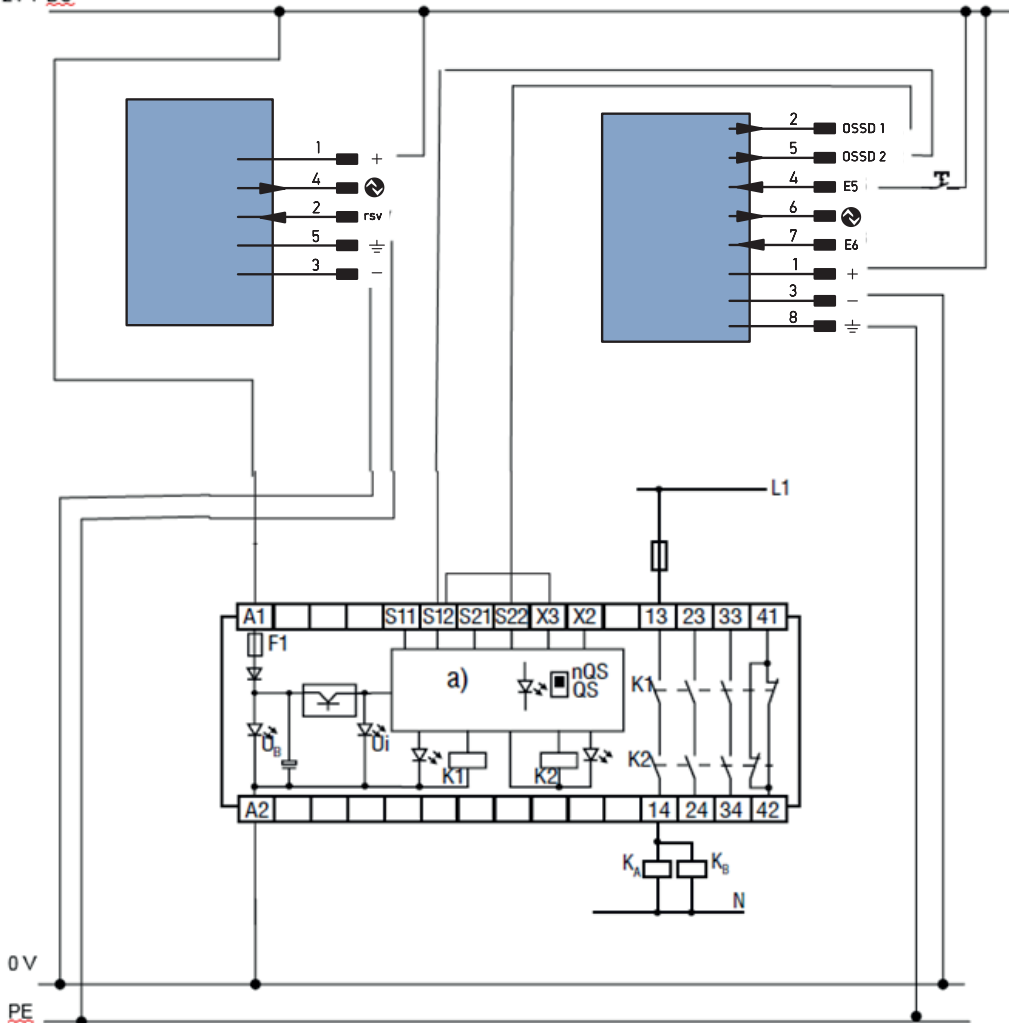 1 +
4
2 rsv
5
3 −
2 OSSD 1
5 OSSD 2
4 E5
6
7 E6
1 +
3 −
8
L1
A1 S11 S12 S21 S22 X3 X2 13 23 33 41
F1
a)
nQS
QS
K1
UB
Ui
K1
K2
K2
A2 14 24 34 42
KA
KB
N
0 V
PE